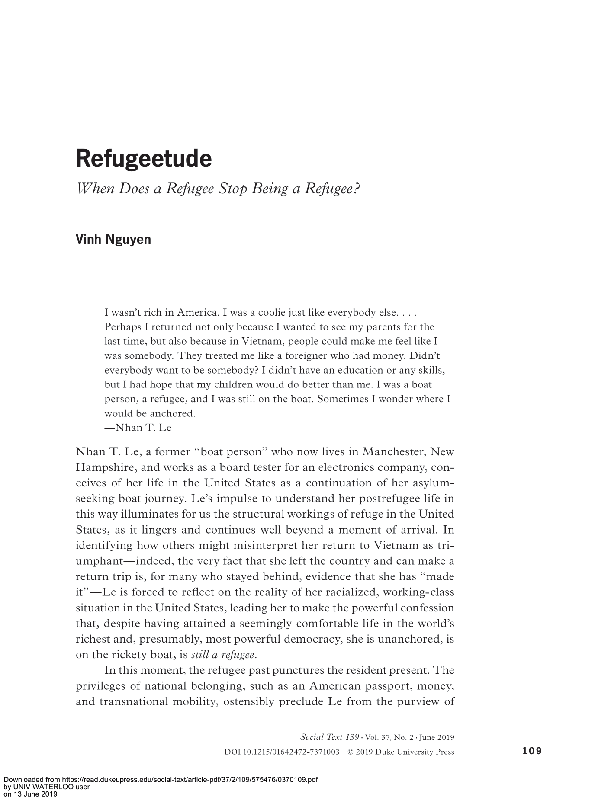 Refugeetude
When Does a Refugee Stop Being a Refugee?
Vinh Nguyen
I wasn't rich in America. I was a coolie just like everybody else. . . .
Perhaps I returned not only because I wanted to see my parents for the
last time, but also because in Vietnam, people could make me feel like I
was somebody. They treated me like a foreigner who had money. Didn't
everybody want to be somebody? I didn't have an education or any skills,
but I had hope that my children would do better than me. I was a boat
person, a refugee, and I was still on the boat. Sometimes I wonder where I
would be anchored.
—Nhan T. Le
Nhan T. Le, a former “boat person” who now lives in Manchester, New
Hampshire, and works as a board tester for an electronics company, con-
ceives of her life in the United States as a continuation of her asylum-
seeking boat journey. Le's impulse to understand her postrefugee life in
this way illuminates for us the structural workings of refuge in the United
States, as it lingers and continues well beyond a moment of arrival. In
identifying how others might misinterpret her return to Vietnam as tri-
umphant—indeed, the very fact that she left the country and can make a
return trip is, for many who stayed behind, evidence that she has “made
it”—Le is forced to reflect on the reality of her racialized, working-class
situation in the United States, leading her to make the powerful confession
that, despite having attained a seemingly comfortable life in the world's
richest and, presumably, most powerful democracy, she is unanchored, is
on the rickety boat, is still a refugee.
In this moment, the refugee past punctures the resident present. The
privileges of national belonging, such as an American passport, money,
and transnational mobility, ostensibly preclude Le from the purview of
Social Text 139 • Vol. 37, No. 2 • June 2019
DOI 10.1215/01642472-7371003 © 2019 Duke University Press 109
Downloaded from https://read.dukeupress.edu/social-text/article-pdf/37/2/109/575476/0370109.pdf
by UNIV WATERLOO user
on 13 June 2019